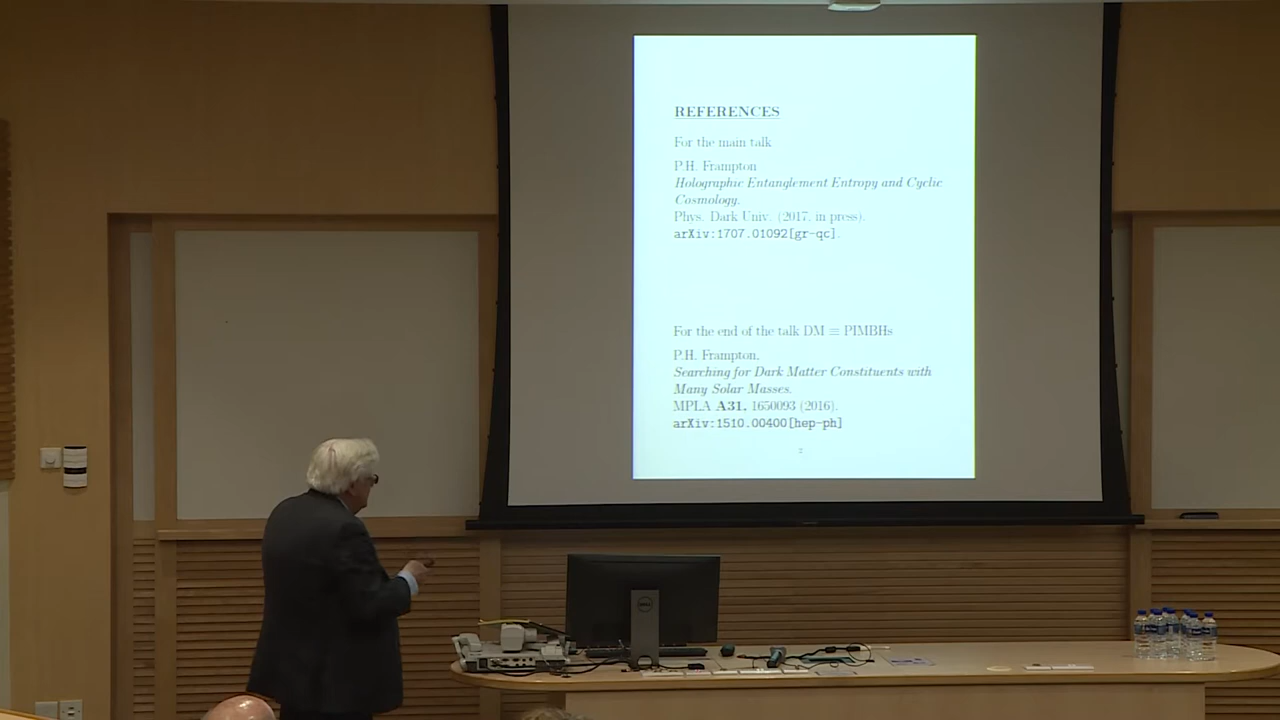 REFERENCES
For the main talk
P.H. Frampton
Holographic Entanglement Entropy and Cyclic
Cosmology.
Phys. Dark Univ. (2017, in press).
arXiv:1707.01092[gr-qc].
For the end of the talk DM ≡ PIMBHs
P.H. Frampton,
Searching for Dark Matter Constituents with
Many Solar Masses.
MPLA A31, 1650093 (2016).
arXiv:1510.00400[hep-ph]
2
DELL